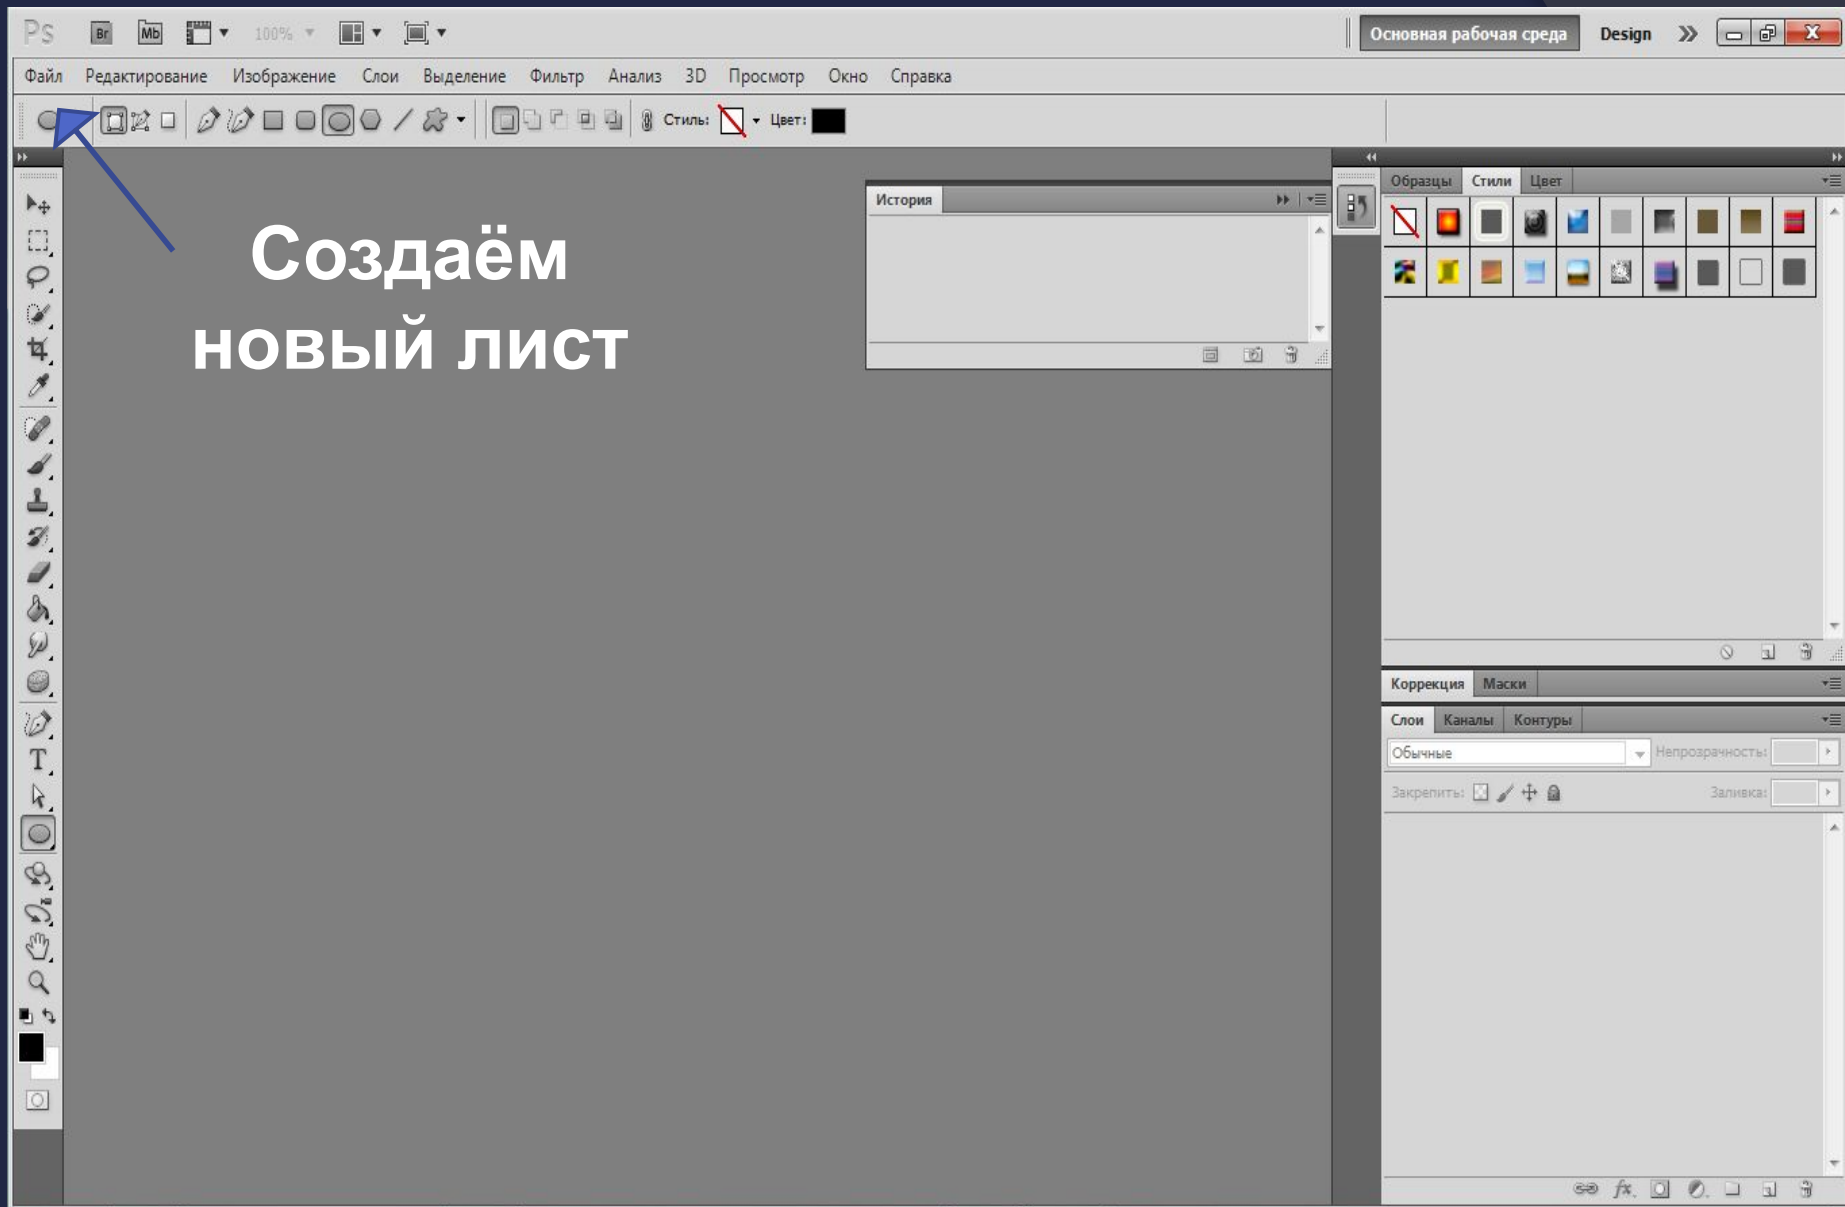 Ps Br Mb 100% Основная рабочая среда Design
Файл Редактирование Изображение Слои Выделение Фильтр Анализ 3D Просмотр Окно Справка
Стиль: Цвет:
Образцы Стили Цвет
История
Создаём
новый лист
Коррекция Маски
Слои Каналы Контуры
Обычные Непрозрачность:
Закрепить: Заливка:
T
fx.